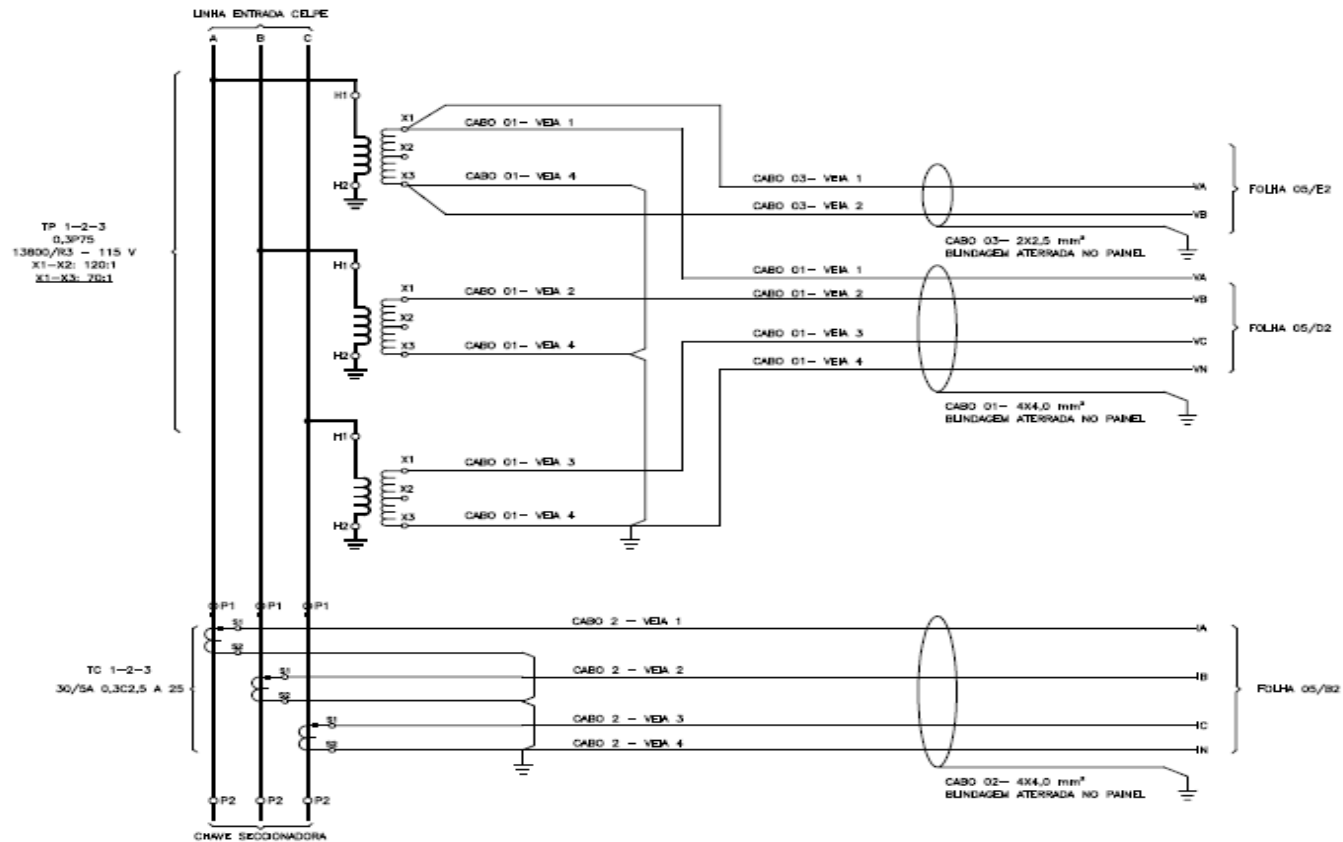 LINHA ENTRADA CELPE
A B C
H1
X1
X2
X3
H2
CABO 01- VEIA 1
CABO 01- VEIA 4
CABO 03- VEIA 1
CABO 03- VEIA 2
VA
VB
FOLHA 05/E2
CABO 03- 2X2,5 mm²
BLINDAGEM ATERRADA NO PAINEL
TP 1-2-3
0,3P75
13800/R3 - 115 V
X1-X2: 120:1
X1-X3: 70:1
H1
X1
X2
X3
H2
CABO 01- VEIA 2
CABO 01- VEIA 4
CABO 01- VEIA 1
CABO 01- VEIA 2
CABO 01- VEIA 3
CABO 01- VEIA 4
VA
VB
VC
VN
FOLHA 05/D2
CABO 01- 4X4,0 mm²
BLINDAGEM ATERRADA NO PAINEL
H1
X1
X2
X3
H2
CABO 01- VEIA 3
CABO 01- VEIA 4
P1 P1 P1
S1
S2
S1
S2
S1
S2
TC 1-2-3
30/5A 0,3C2,5 A 25
CABO 2 - VEIA 1
CABO 2 - VEIA 2
CABO 2 - VEIA 3
CABO 2 - VEIA 4
IA
IB
IC
IN
FOLHA 05/B2
CABO 02- 4X4,0 mm²
BLINDAGEM ATERRADA NO PAINEL
P2 P2 P2
CHAVE SECCIONADORA